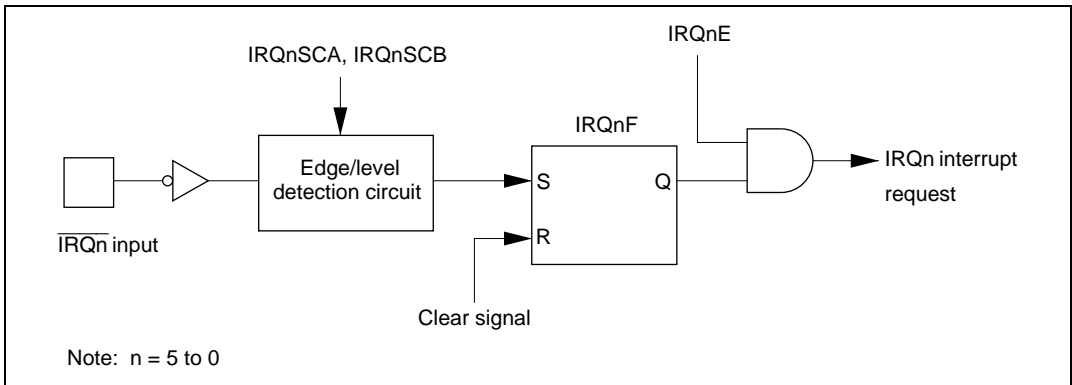 IRQnE
IRQnSCA, IRQnSCB
IRQnF
Edge/level
detection circuit
S
Q
R
IRQn interrupt
request
IRQn input
Clear signal
Note: n = 5 to 0